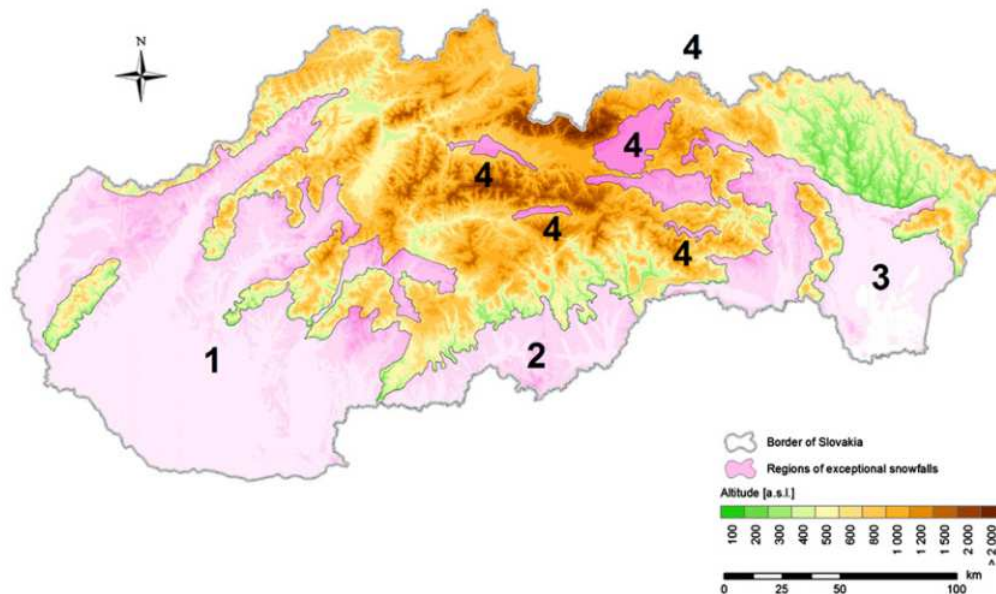 N
4
4
4
4
4
3
1
2
Border of Slovakia
Regions of exceptional snowfalls
Altitude [a.s.l.]
100 200 300 400 500 600 800 1 000 1 200 1 500 2 000 > 2 000
km
0 25 50 100